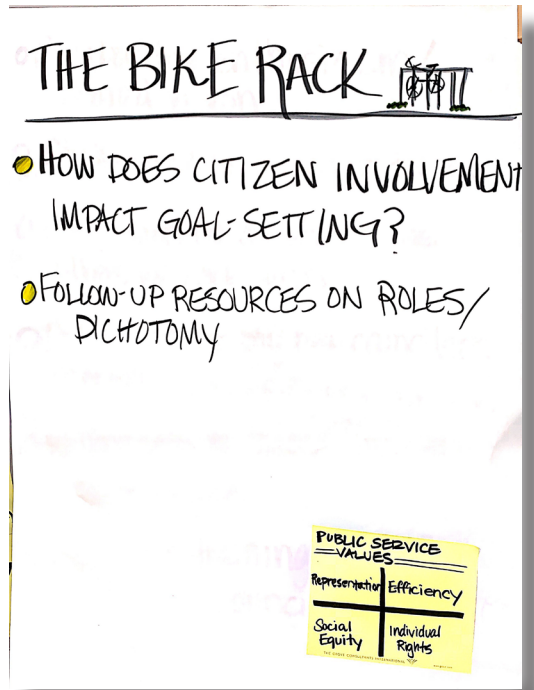 THE BIKE RACK
HOW DOES CITIZEN INVOLVEMENT
IMPACT GOAL-SETTING?
FOLLOW-UP RESOURCES ON ROLES/
DICHOTOMY
PUBLIC SERVICE
VALUES
Representation Efficiency
Social Individual
Equity Rights